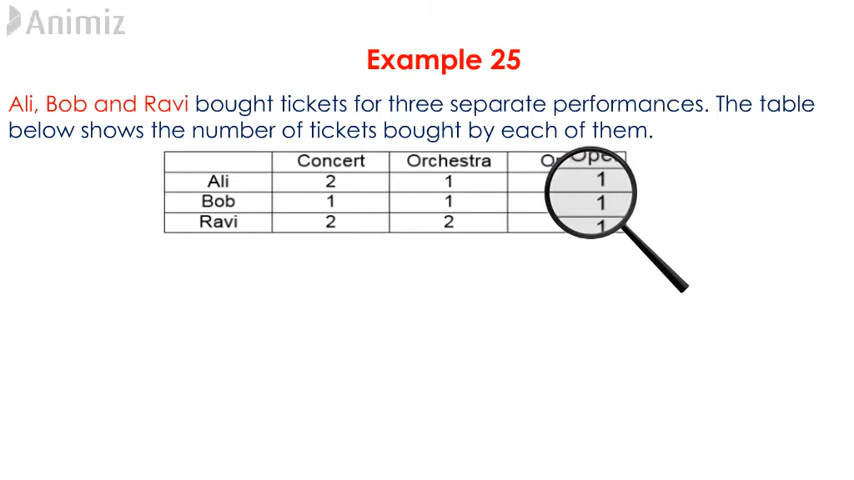 Animiz
Example 25
Ali, Bob and Ravi bought tickets for three separate performances. The table
below shows the number of tickets bought by each of them.
Concert Orchestra
Ali 2 1 1
Bob 1 1 1
Ravi 2 2 1